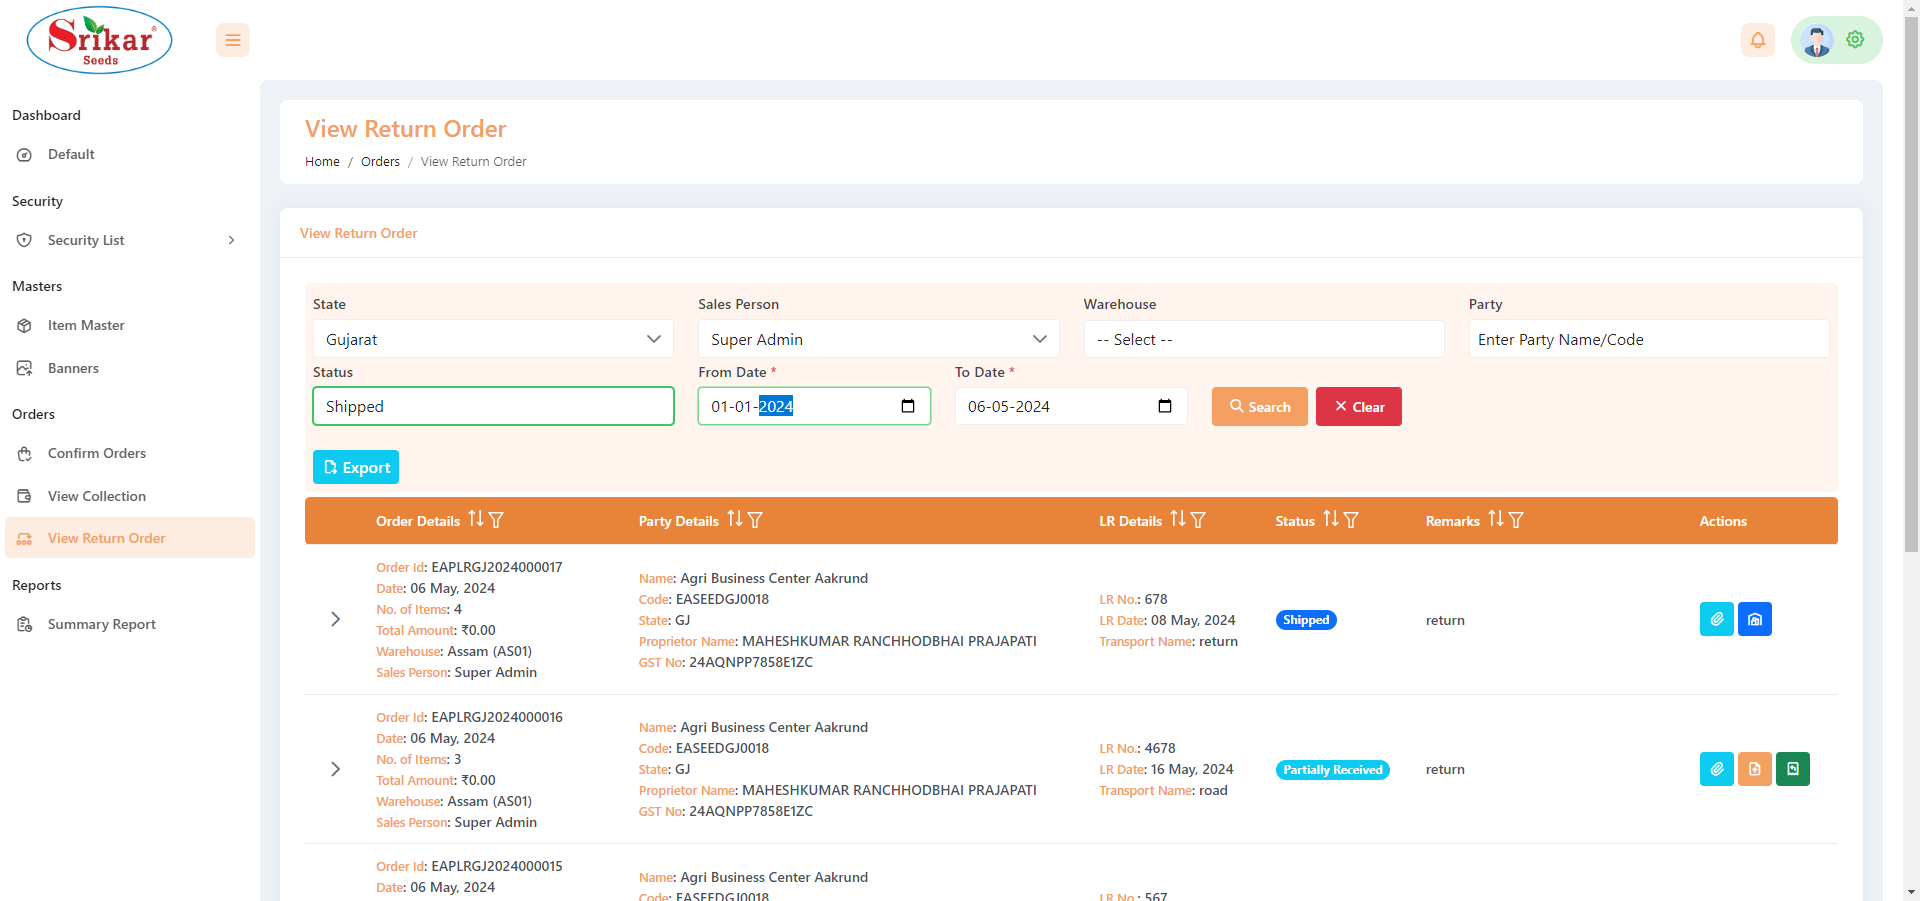 Srikar®
Seeds
Dashboard
Default
Security
Security List
Masters
Item Master
Banners
Orders
Confirm Orders
View Collection
View Return Order
Reports
Summary Report
View Return Order
Home / Orders / View Return Order
View Return Order
State Sales Person Warehouse Party
Gujarat Super Admin -- Select -- Enter Party Name/Code
Status From Date * To Date *
Shipped 01-01-2024 06-05-2024 Search Clear
Export
Order Details Party Details LR Details Status Remarks Actions
Order Id: EAPLRGJ2024000017
Date: 06 May, 2024
No. of Items: 4
Total Amount: ₹0.00
Warehouse: Assam (AS01)
Sales Person: Super Admin
Name: Agri Business Center Aakrund
Code: EASEEDGJ0018
State: GJ
Proprietor Name: MAHESHKUMAR RANCHHODBHAI PRAJAPATI
GST No: 24AQNPP7858E1ZC
LR No.: 678
LR Date: 08 May, 2024
Transport Name: return
Shipped
return
Order Id: EAPLRGJ2024000016
Date: 06 May, 2024
No. of Items: 3
Total Amount: ₹0.00
Warehouse: Assam (AS01)
Sales Person: Super Admin
Name: Agri Business Center Aakrund
Code: EASEEDGJ0018
State: GJ
Proprietor Name: MAHESHKUMAR RANCHHODBHAI PRAJAPATI
GST No: 24AQNPP7858E1ZC
LR No.: 4678
LR Date: 16 May, 2024
Transport Name: road
Partially Received
return
Order Id: EAPLRGJ2024000015
Date: 06 May, 2024
Name: Agri Business Center Aakrund
Code: EASEEDGJ0018
LR No.: 567